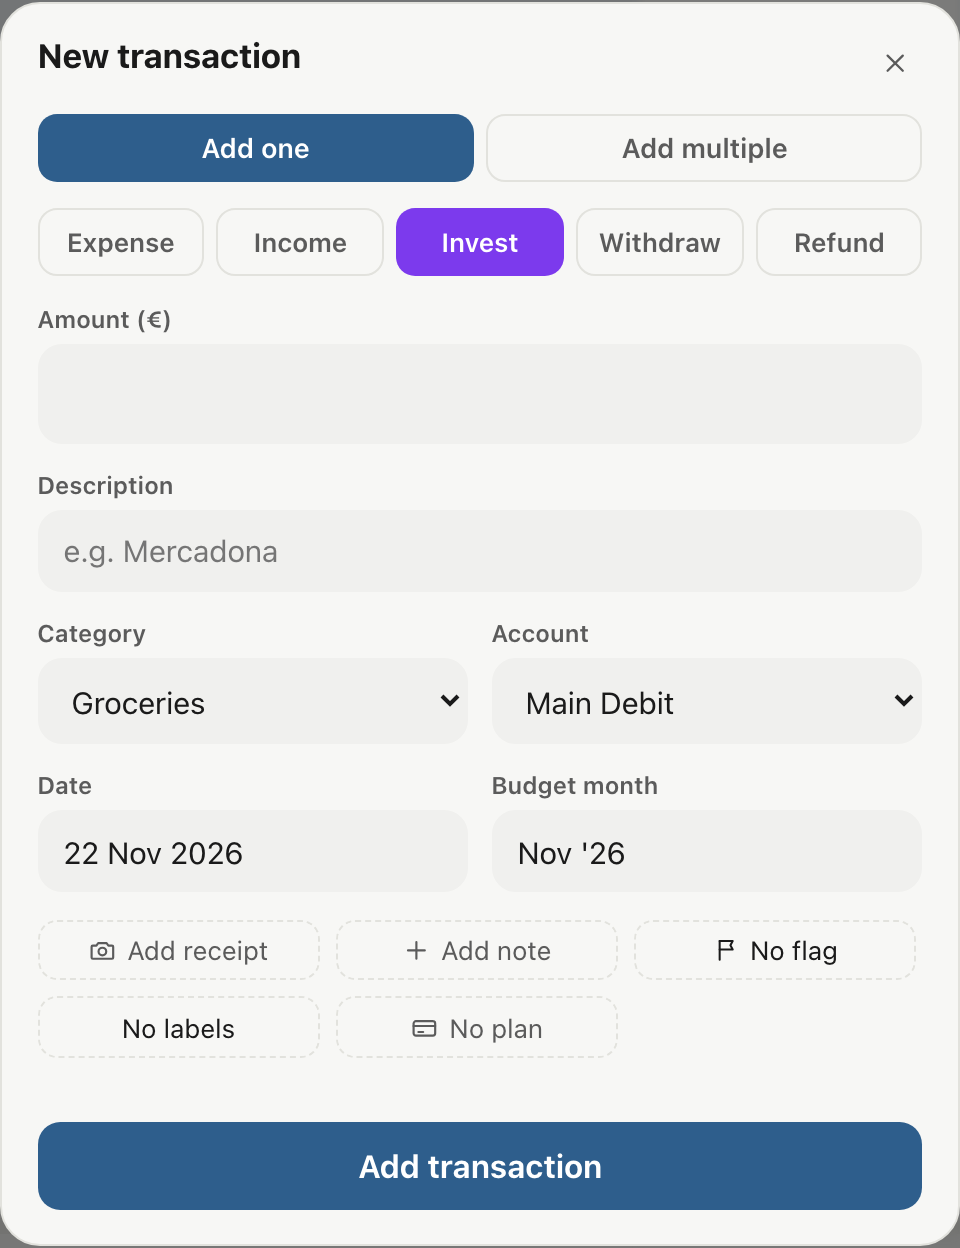 New transaction
Add one
Add multiple
Expense
Income
Invest
Withdraw
Refund
Amount (€)
Description
e.g. Mercadona
Category
Account
Groceries
Main Debit
Date
Budget month
22 Nov 2026
Nov '26
Add receipt
Add note
No flag
No labels
No plan
Add transaction